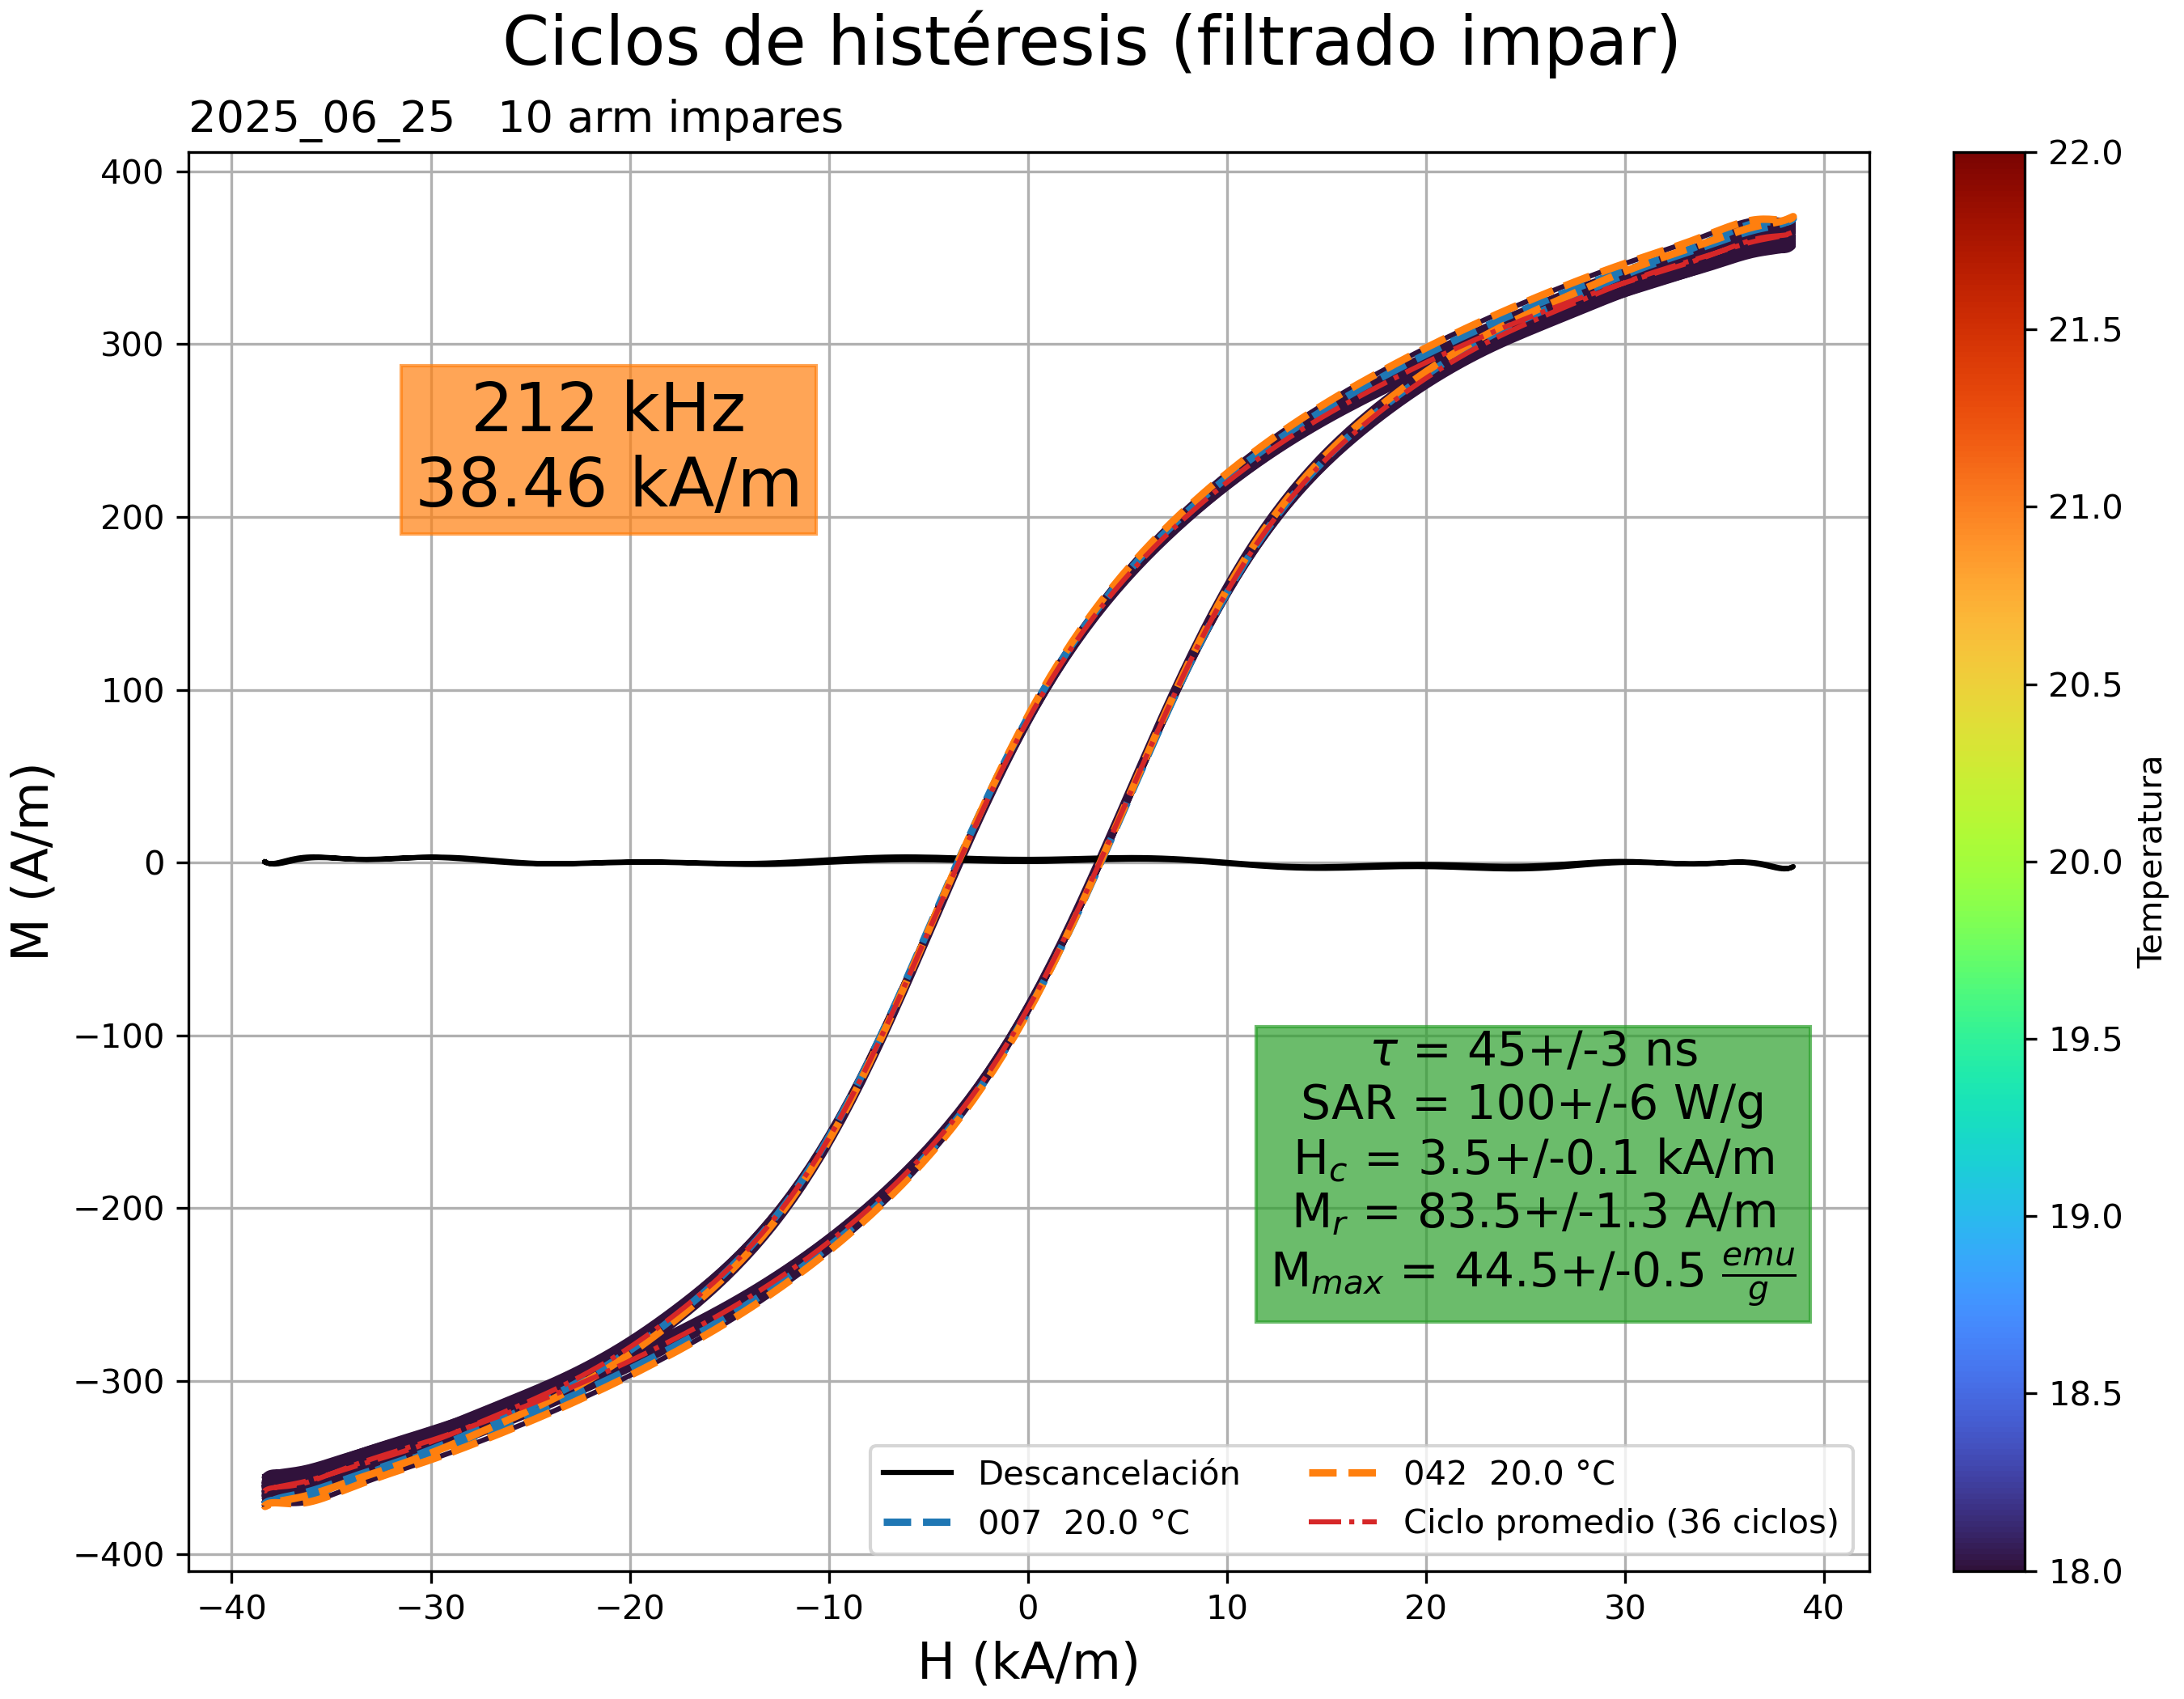 Ciclos de histéresis (filtrado impar)
2025_06_25   10 arm impares
400
300
200
100
0
−100
−200
−300
−400
M (A/m)
212 kHz
38.46 kA/m
τ = 45+/-3 ns
SAR = 100+/-6 W/g
H_c = 3.5+/-0.1 kA/m
M_r = 83.5+/-1.3 A/m
M_max = 44.5+/-0.5 emu/g
Descancelación
007  20.0 °C
042  20.0 °C
Ciclo promedio (36 ciclos)
−40
−30
−20
−10
0
10
20
30
40
H (kA/m)
22.0
21.5
21.0
20.5
20.0
19.5
19.0
18.5
18.0
Temperatura